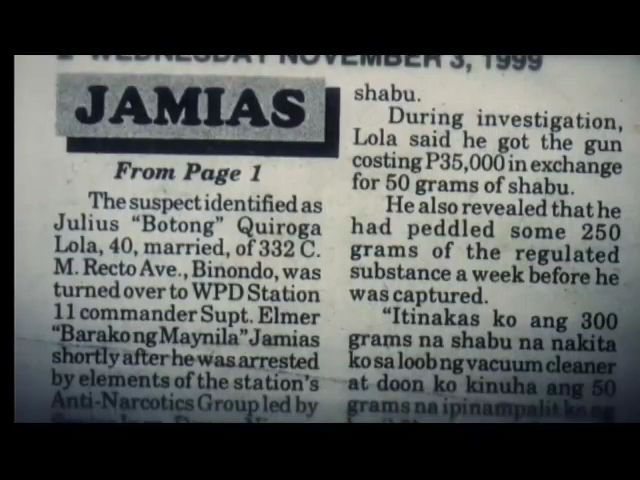 WEDNESDAY NOVEMBER 3, 1999
JAMIAS
From Page 1
The suspect identified as
Julius "Botong" Quiroga
Lola, 40, married, of 332 C.
M. Recto Ave., Binondo, was
turned over to WPD Station
11 commander Supt. Elmer
"Barako ng Maynila" Jamias
shortly after he was arrested
by elements of the station's
Anti-Narcotics Group led by
shabu.
During investigation,
Lola said he got the gun
costing P35,000 in exchange
for 50 grams of shabu.
He also revealed that he
had peddled some 250
grams of the regulated
substance a week before he
was captured.
"Itinakas ko ang 300
grams na shabu na nakita
ko sa loob ng vacuum cleaner
at doon ko kinuha ang 50
grams na ipinampalit ko ng